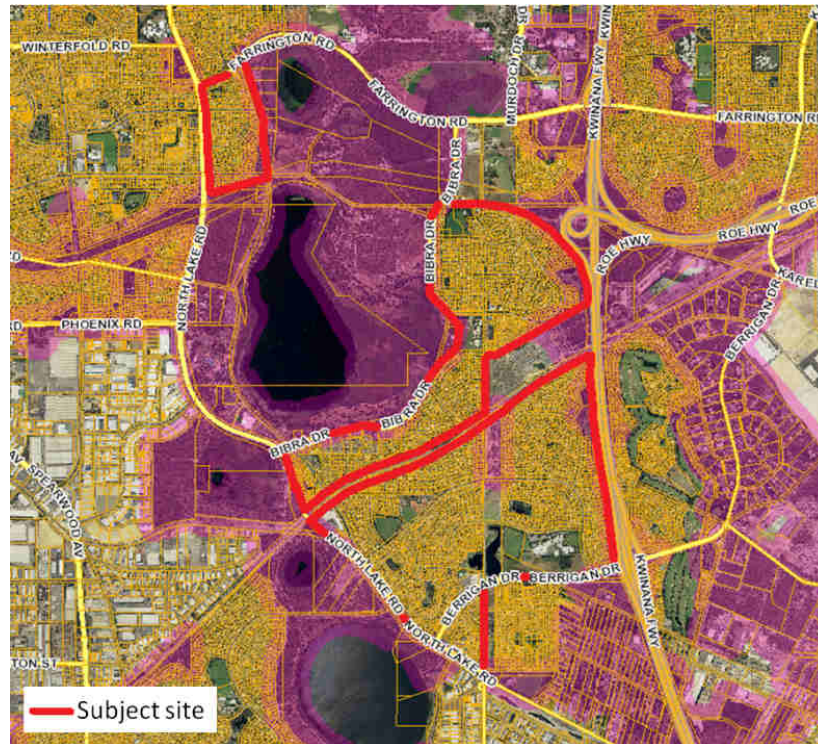 WINTERFOLD RD
FARRINGTON RD
MURDOCH DR
KWINANA FWY
FARRINGTON RD
FARRINGTON RD
BIBRA DR
BIBRA DR
ROE HWY
ROE HWY
ROE
KAREL
NORTH LAKE RD
PHOENIX RD
RD
BERRIGAN DR
BIBRA DR
BIBRA DR
AV
SPEARWOOD AV
NORTH LAKE RD
BERRIGAN DR
BERRIGAN DR
KWINANA FWY
NORTH LAKE RD
TON ST
Subject site